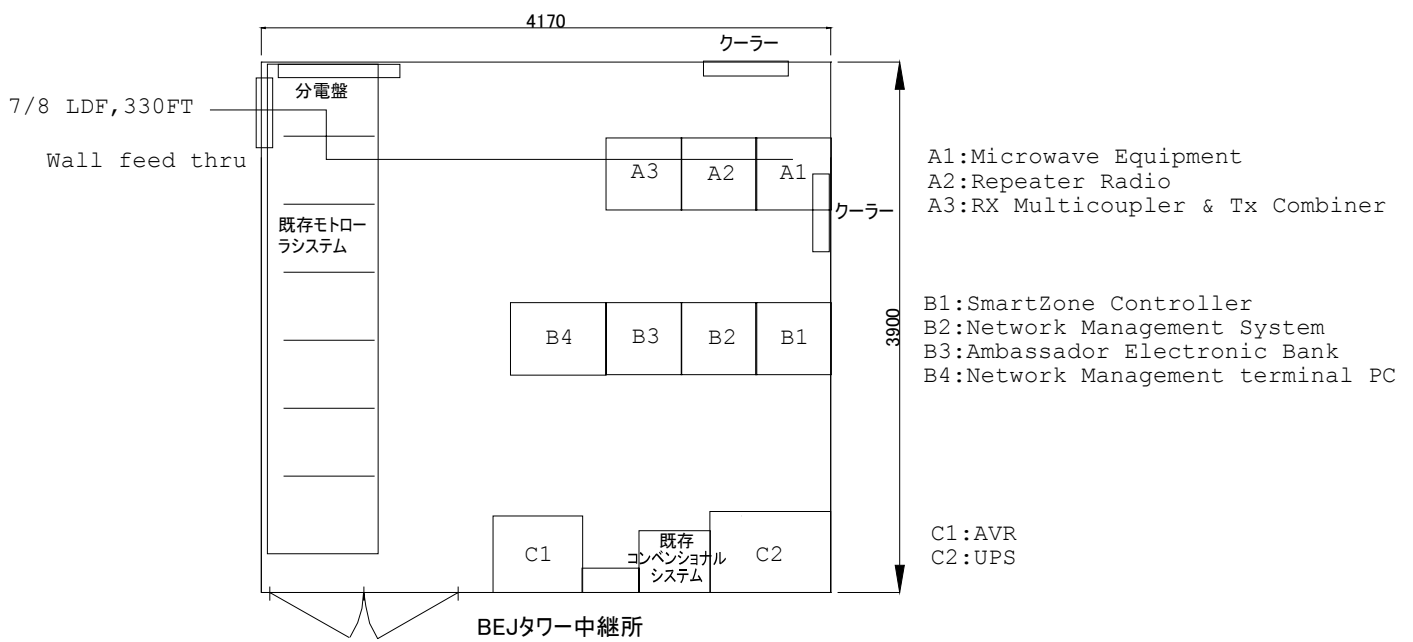 4170
クーラー
分電盤
7/8 LDF,330FT
Wall feed thru
A3
A2
A1
A1:Microwave Equipment
A2:Repeater Radio
A3:RX Multicoupler & Tx Combiner
クーラー
既存モトロー
ラシステム
3900
B4
B3
B2
B1
B1:SmartZone Controller
B2:Network Management System
B3:Ambassador Electronic Bank
B4:Network Management terminal PC
C1
既存
コンベンショナル
システム
C2
C1:AVR
C2:UPS
BEJタワー中継所